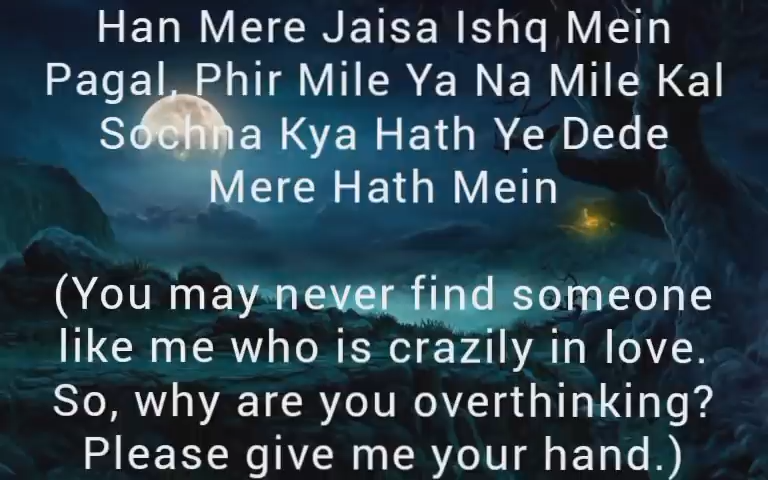 Han Mere Jaisa Ishq Mein
Pagal, Phir Mile Ya Na Mile Kal
Sochna Kya Hath Ye Dede
Mere Hath Mein
(You may never find someone
like me who is crazily in love.
So, why are you overthinking?
Please give me your hand.)